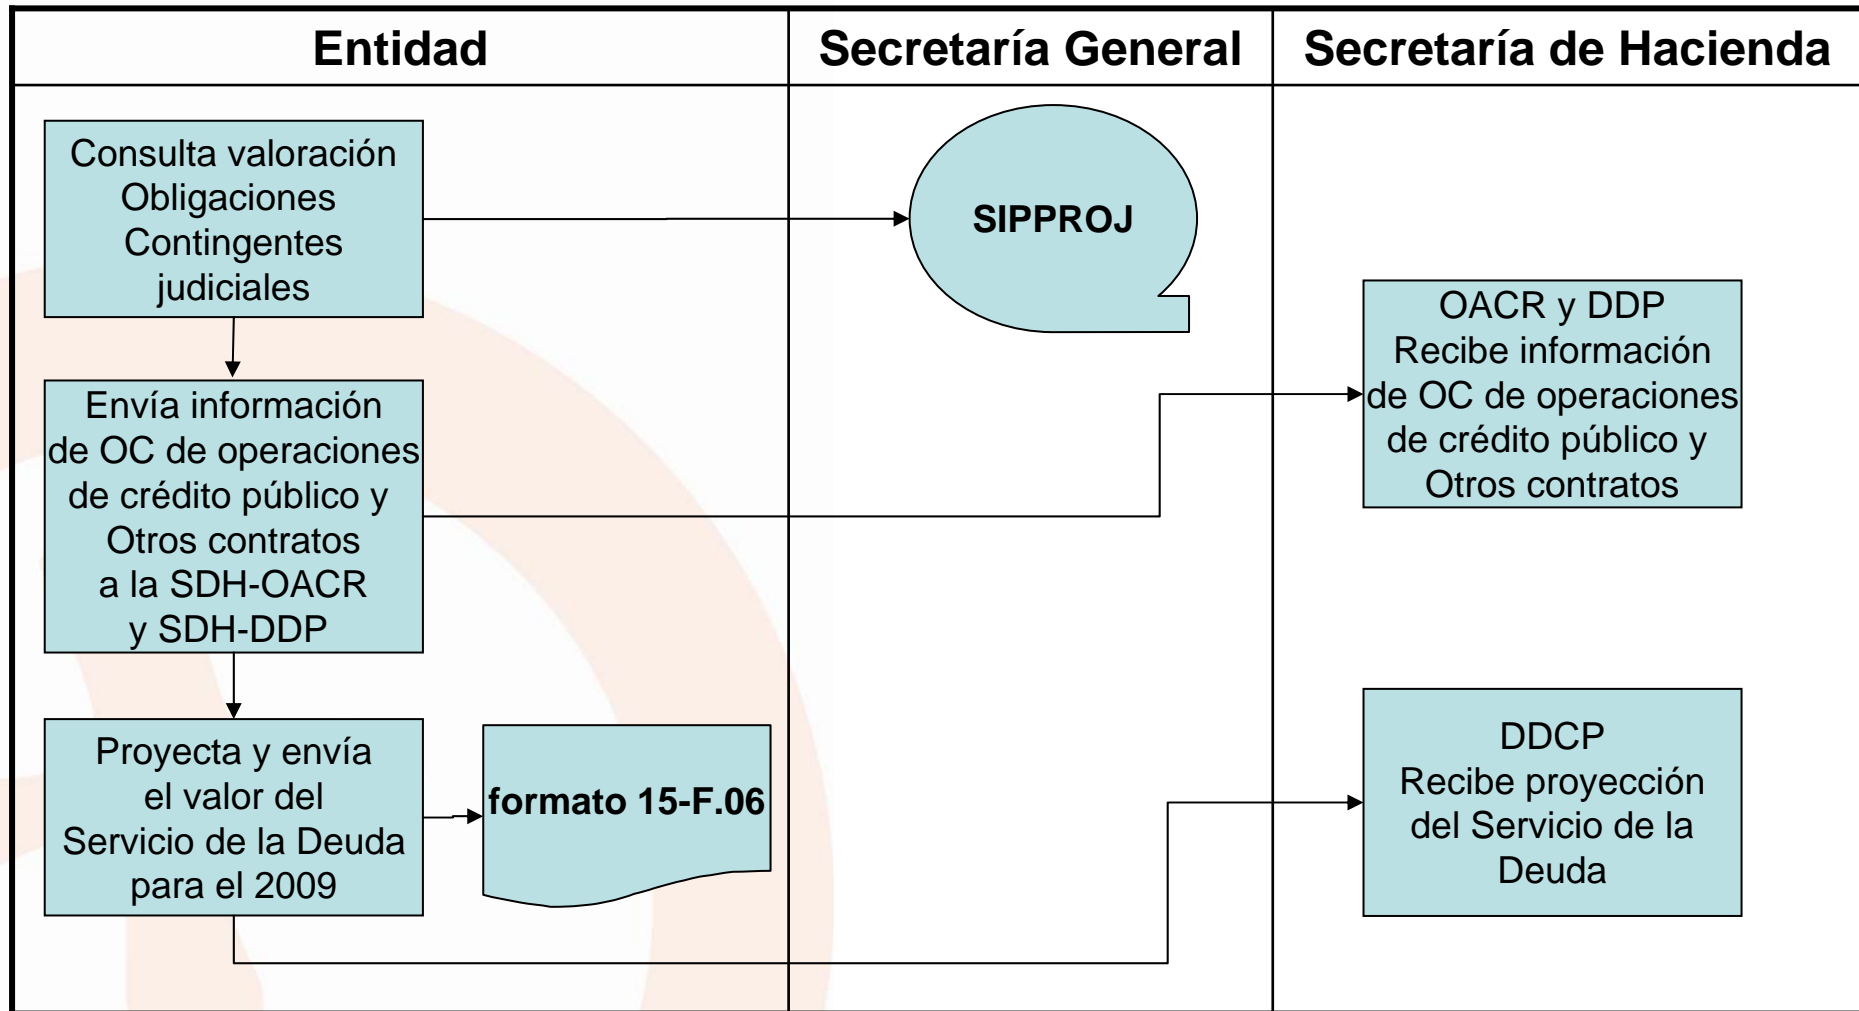 Entidad
Secretaría General
Secretaría de Hacienda
Consulta valoración
Obligaciones
Contingentes
judiciales
SIPPROJ
OACR y DDP
Recibe información
de OC de operaciones
de crédito público y
Otros contratos
Envía información
de OC de operaciones
de crédito público y
Otros contratos
a la SDH-OACR
y SDH-DDP
Proyecta y envía
el valor del
Servicio de la Deuda
para el 2009
formato 15-F.06
DDCP
Recibe proyección
del Servicio de la
Deuda